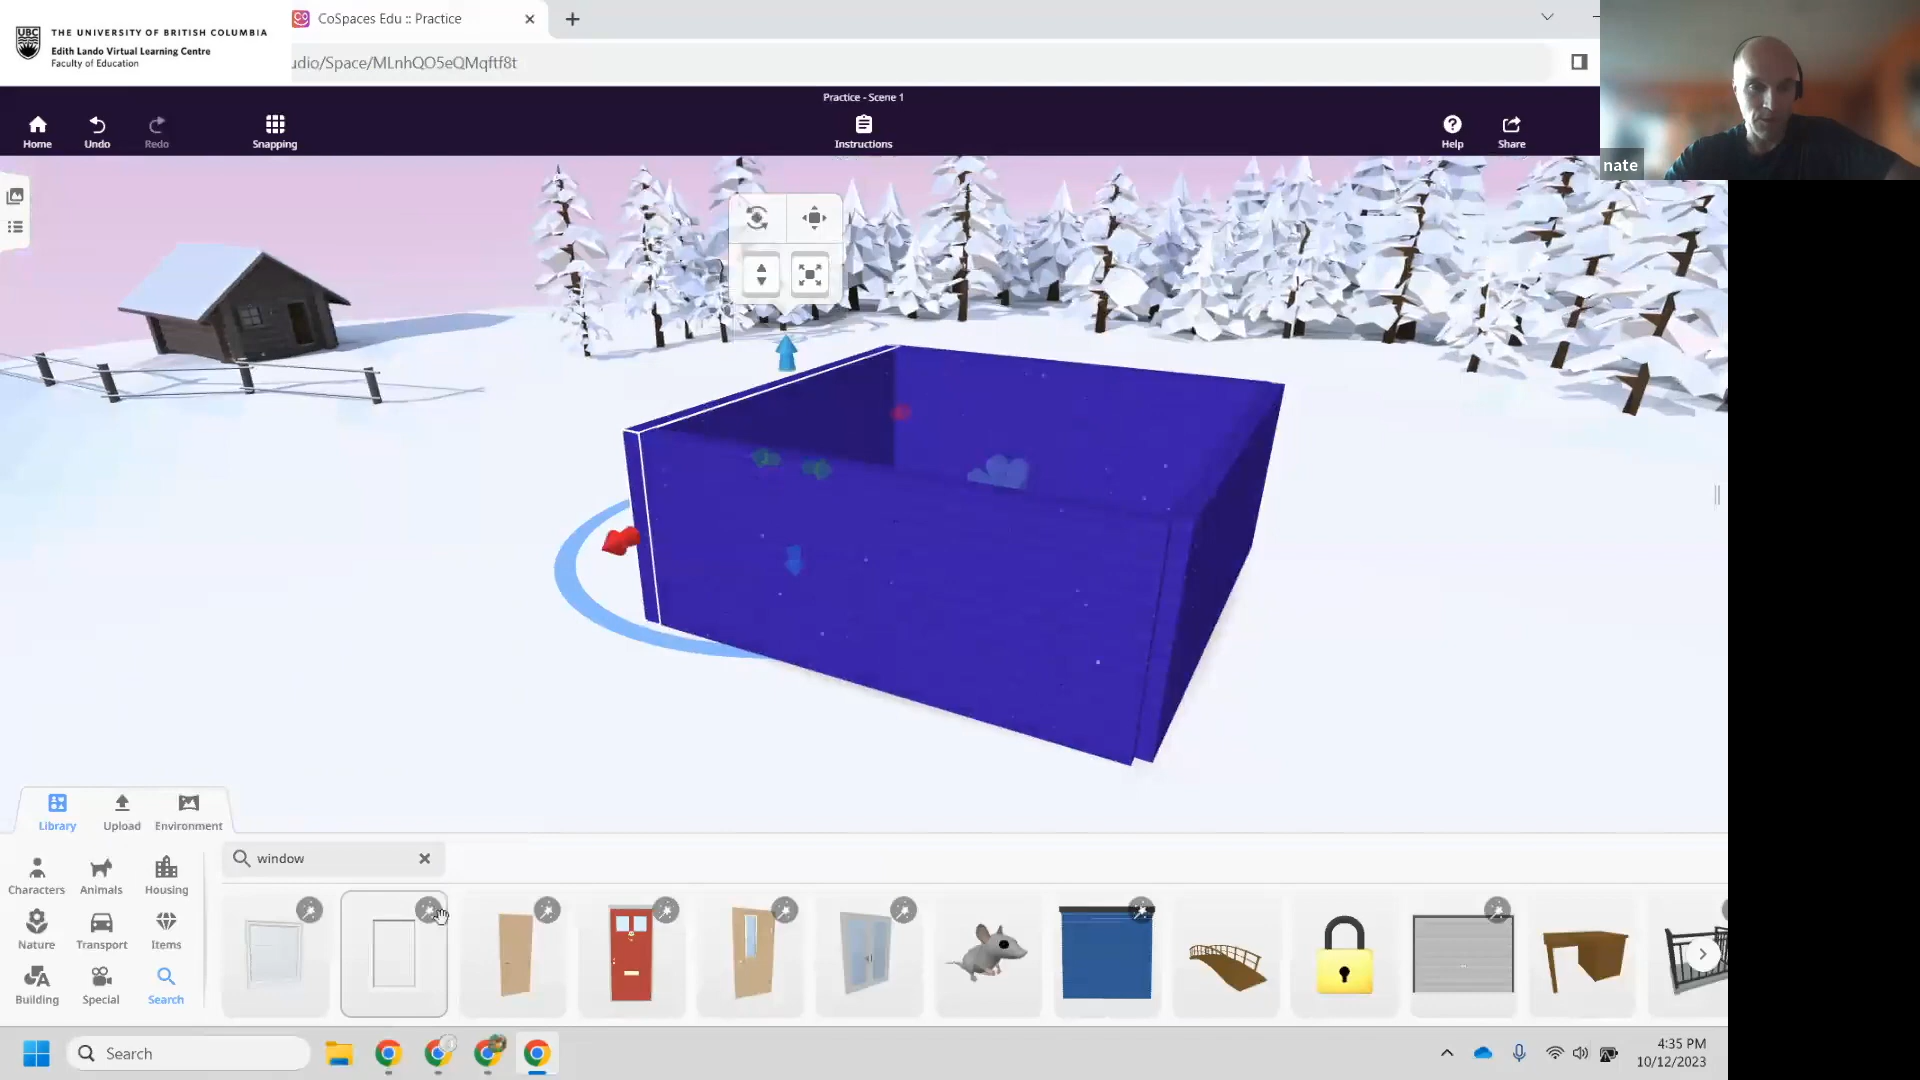 UBC
THE UNIVERSITY OF BRITISH COLUMBIA
Edith Lando Virtual Learning Centre
Faculty of Education
CoSpaces Edu :: Practice
udio/Space/MLnhQO5eQMqftf8t
Practice - Scene 1
Home
Undo
Redo
Snapping
Instructions
Help
Share
nate
Library
Upload
Environment
window
Characters
Animals
Housing
Nature
Transport
Items
Building
Special
Search
Search
4:35 PM
10/12/2023